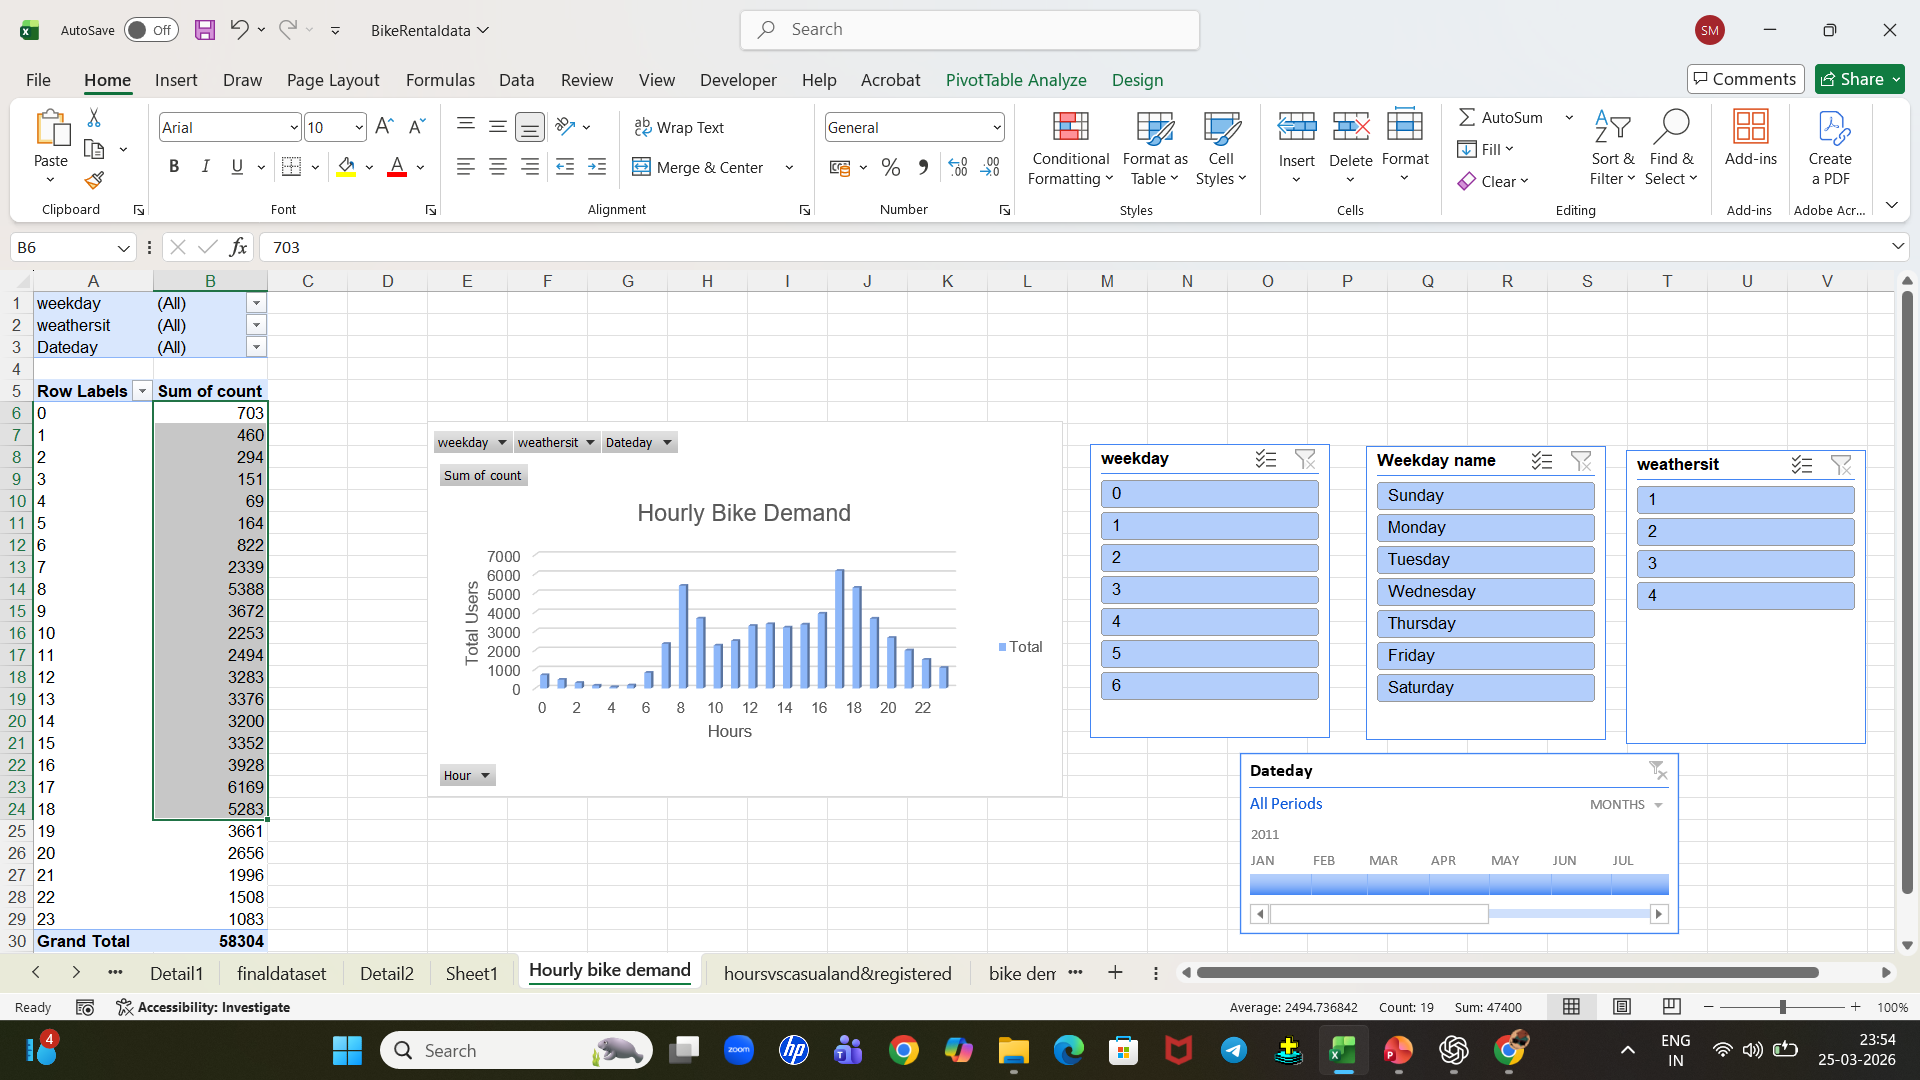 AutoSave Off BikeRentaldata Search SM
File Home Insert Draw Page Layout Formulas Data Review View Developer Help Acrobat PivotTable Analyze Design Comments Share
Paste Arial 10 Wrap Text General Conditional Formatting Format as Table Cell Styles Insert Delete Format AutoSum Fill Clear Sort & Filter Find & Select Add-ins Create a PDF
B I U A Merge & Center
Clipboard Font Alignment Number Styles Cells Editing Add-ins Adobe Acr...
B6 fx 703
A B C D E F G H I J K L M N O P Q R S T U V
1 weekday (All)
2 weathersit (All)
3 Dateday (All)
4
5 Row Labels Sum of count
6 0 703
7 1 460
8 2 294
9 3 151
10 4 69
11 5 164
12 6 822
13 7 2339
14 8 5388
15 9 3672
16 10 2253
17 11 2494
18 12 3283
19 13 3376
20 14 3200
21 15 3352
22 16 3928
23 17 6169
24 18 5283
25 19 3661
26 20 2656
27 21 1996
28 22 1508
29 23 1083
30 Grand Total 58304
weekday weathersit Dateday
Sum of count
Hourly Bike Demand
7000
6000
5000
4000
3000
2000
1000
0
Total Users
0 2 4 6 8 10 12 14 16 18 20 22
Hours
Total
Hour
weekday
0
1
2
3
4
5
6
Weekday name
Sunday
Monday
Tuesday
Wednesday
Thursday
Friday
Saturday
weathersit
1
2
3
4
Dateday
All Periods MONTHS
2011
JAN FEB MAR APR MAY JUN JUL
Detail1 finaldataset Detail2 Sheet1 Hourly bike demand hoursvscasualand&registered bike den
Ready Accessibility: Investigate Average: 2494.736842 Count: 19 Sum: 47400 100%
4 Search zoom hp ENG IN 23:54 25-03-2026